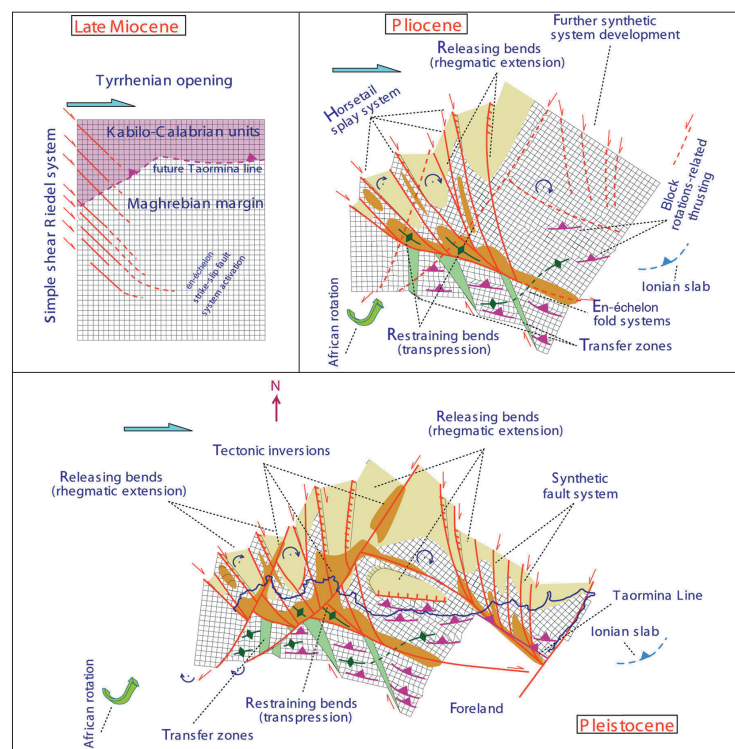 Late Miocene
Tyrrhenian opening
Kabilo-Calabrian units
future Taormina line
Maghrebian margin
Simple shear Riedel system
en-échelon
strike-slip fault
system activation
Pliocene
Releasing bends
(rhegmatic extension)
Further synthetic
system development
Horsetail
splay system
Block
rotations-related
thrusting
Ionian slab
En-échelon
fold systems
Restraining bends
(transpression)
Transfer zones
African rotation
N
Releasing bends
(rhegmatic extension)
Tectonic inversions
Releasing bends
(rhegmatic extension)
Synthetic
fault system
Taormina Line
Ionian slab
African rotation
Restraining bends
(transpression)
Transfer zones
Foreland
Pleistocene